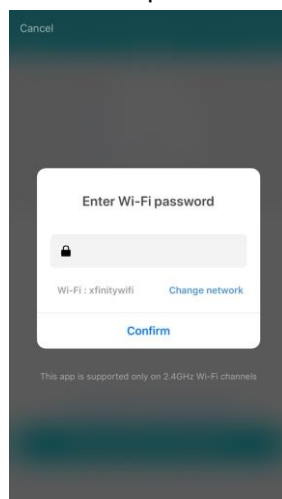 Cancel
Enter Wi-Fi password
Wi-Fi : xfinitywifi Change network
Confirm
This app is supported only on 2.4GHz Wi-Fi channels